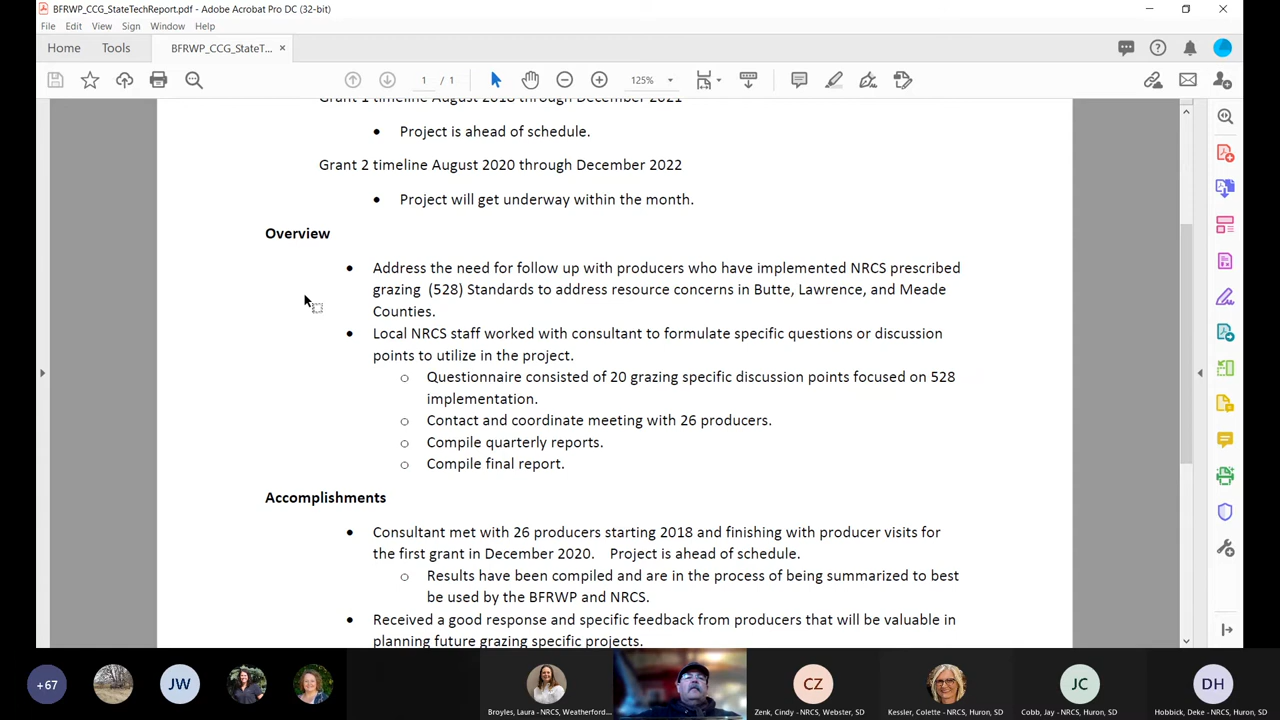 BFRWP_CCG_StateTechReport.pdf - Adobe Acrobat Pro DC (32-bit)
File Edit View Sign Window Help
Home Tools BFRWP_CCG_StateT... ×
1 / 1 125%
Grant 1 timeline August 2018 through December 2021
• Project is ahead of schedule.
Grant 2 timeline August 2020 through December 2022
• Project will get underway within the month.
Overview
• Address the need for follow up with producers who have implemented NRCS prescribed
grazing (528) Standards to address resource concerns in Butte, Lawrence, and Meade
Counties.
• Local NRCS staff worked with consultant to formulate specific questions or discussion
points to utilize in the project.
o Questionnaire consisted of 20 grazing specific discussion points focused on 528
implementation.
o Contact and coordinate meeting with 26 producers.
o Compile quarterly reports.
o Compile final report.
Accomplishments
• Consultant met with 26 producers starting 2018 and finishing with producer visits for
the first grant in December 2020. Project is ahead of schedule.
o Results have been compiled and are in the process of being summarized to best
be used by the BFRWP and NRCS.
• Received a good response and specific feedback from producers that will be valuable in
planning future grazing specific projects.
+67 JW CZ JC DH
Broyles, Laura - NRCS, Weatherford... Zenk, Cindy - NRCS, Webster, SD Kessler, Colette - NRCS, Huron, SD Cobb, Jay - NRCS, Huron, SD Hobbick, Deke - NRCS, Huron, SD